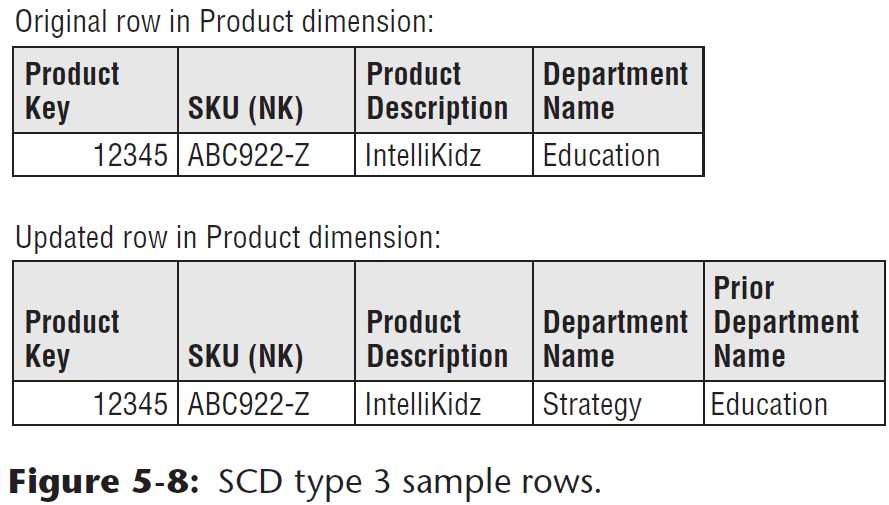 Original row in Product dimension:
Product Key SKU (NK) Product Description Department Name
12345 ABC922-Z IntelliKidz Education
Updated row in Product dimension:
Product Key SKU (NK) Product Description Department Name Prior Department Name
12345 ABC922-Z IntelliKidz Strategy Education
Figure 5-8: SCD type 3 sample rows.